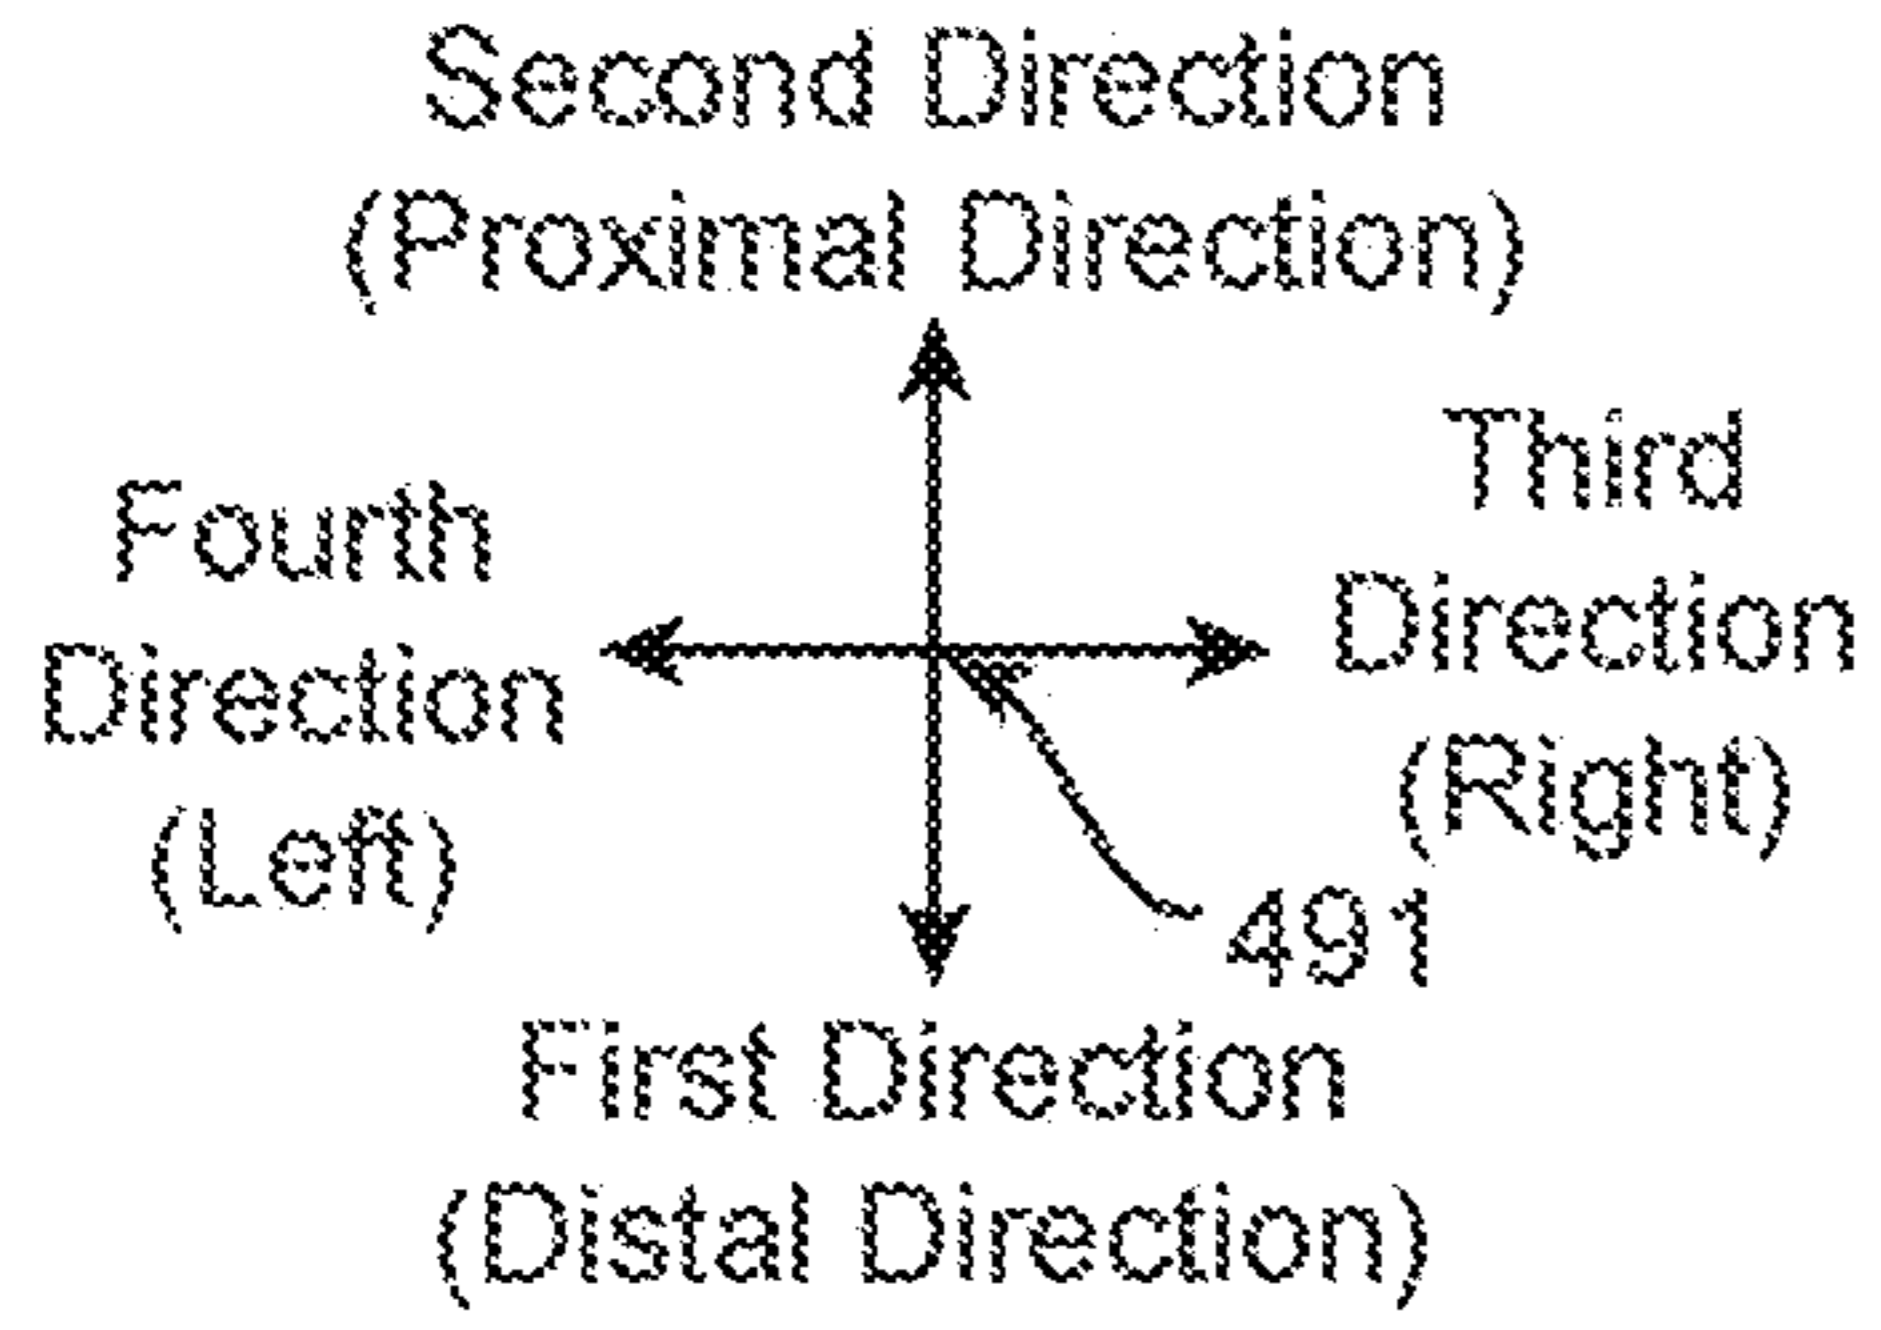 Second Direction
(Proximal Direction)
Third
Direction
(Right)
Fourth
Direction
(Left)
491
First Direction
(Distal Direction)